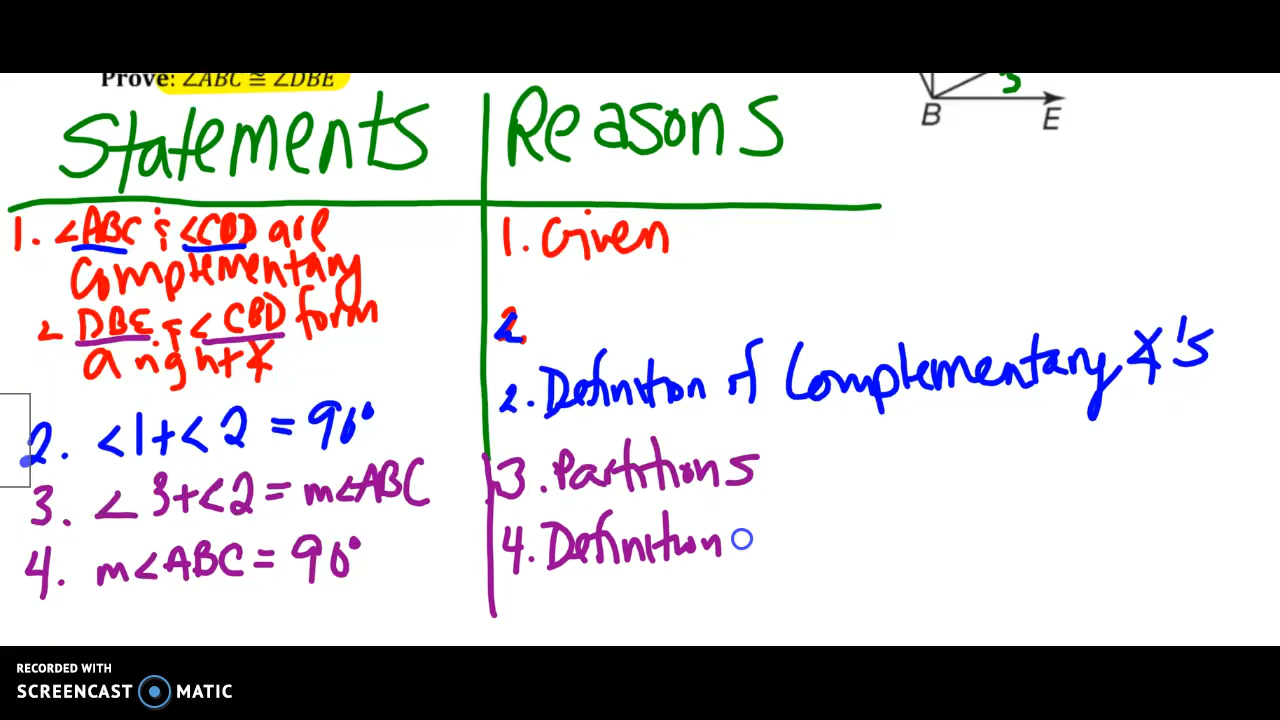 Prove: ∠ABC ≅ ∠DBE
Statements
Reasons
3
B
E
1. <ABC & <CBD are
Complementary
2 DBE & < CBD form
a right ∡
1. Given
2.
2. Definition of Complementary ∡'s
2. <1+<2 = 90°
3. <3+<2 = m<ABC
3. Partitions
4. m<ABC = 90°
4. Definition
RECORDED WITH
SCREENCAST MATIC